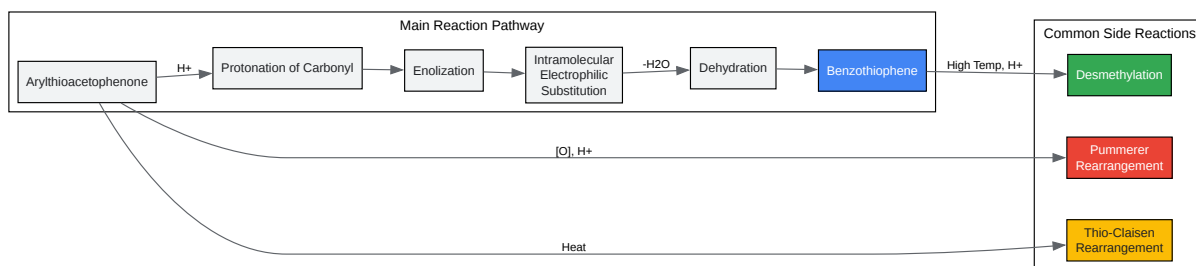 Main Reaction Pathway
Common Side Reactions
Arylthioacetophenone
H+
Protonation of Carbonyl
Enolization
Intramolecular
Electrophilic
Substitution
-H2O
Dehydration
Benzothiophene
High Temp, H+
Desmethylation
[O], H+
Pummerer
Rearrangement
Heat
Thio-Claisen
Rearrangement